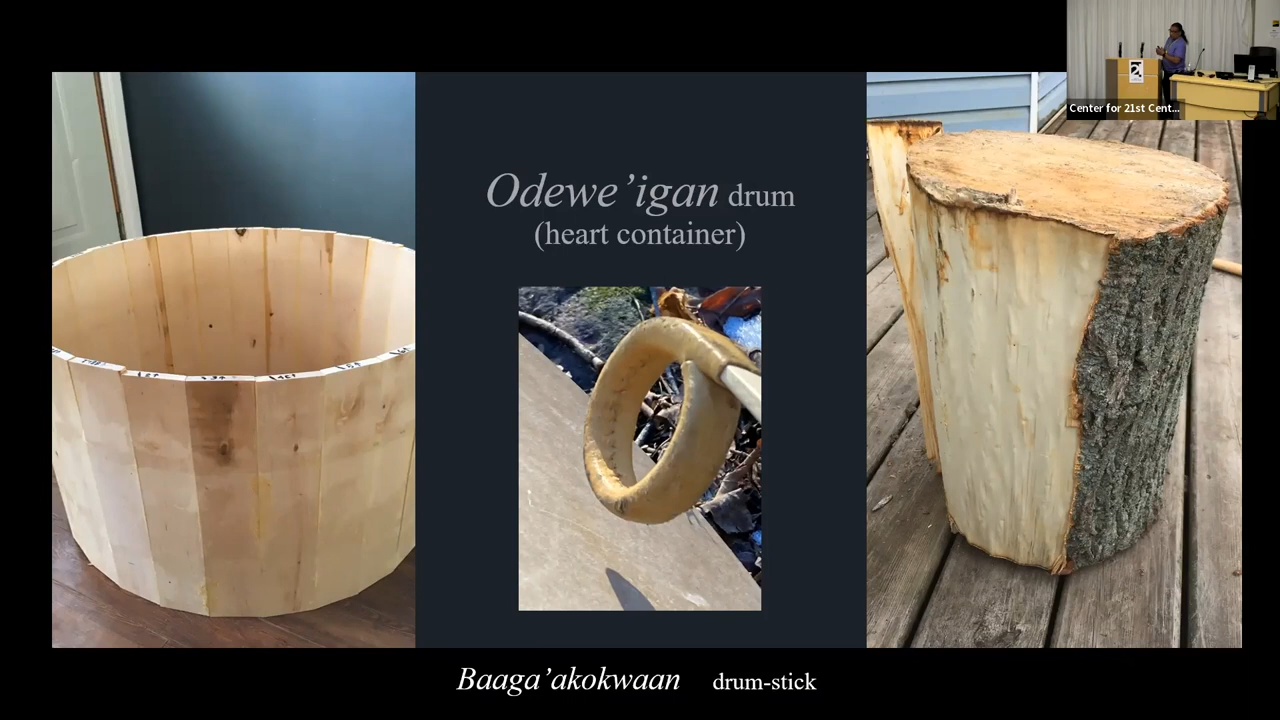 Center for 21st Cent...
Odewe’igan drum
(heart container)
Baaga’akokwaan drum-stick